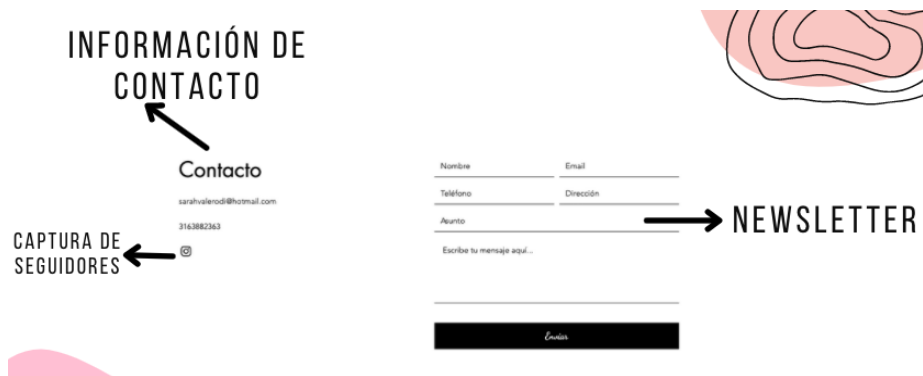 INFORMACIÓN DE
CONTACTO
Contacto
sarahvalerodl@hotmail.com
3163882363
CAPTURA DE
SEGUIDORES
Nombre
Email
Teléfono
Dirección
Asunto
NEWSLETTER
Escribe tu mensaje aquí...
Enviar